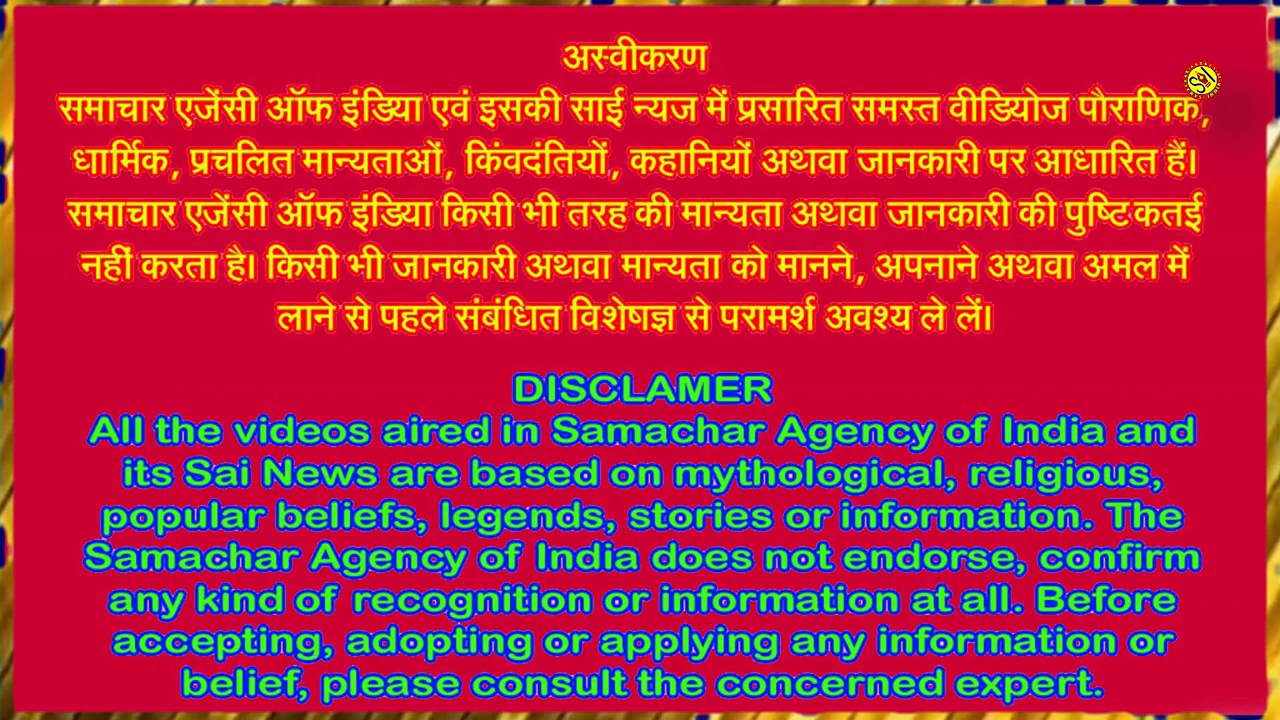 अस्वीकरण
समाचार एजेंसी ऑफ इंडिया एवं इसकी साई न्यज में प्रसारित समस्त वीडियोज पौराणिक,
धार्मिक, प्रचलित मान्यताओं, किंवदंतियों, कहानियों अथवा जानकारी पर आधारित हैं।
समाचार एजेंसी ऑफ इंडिया किसी भी तरह की मान्यता अथवा जानकारी की पुष्टि कतई
नहीं करता है। किसी भी जानकारी अथवा मान्यता को मानने, अपनाने अथवा अमल में
लाने से पहले संबंधित विशेषज्ञ से परामर्श अवश्य ले लें।
DISCLAMER
All the videos aired in Samachar Agency of India and
its Sai News are based on mythological, religious,
popular beliefs, legends, stories or information. The
Samachar Agency of India does not endorse, confirm
any kind of recognition or information at all. Before
accepting, adopting or applying any information or
belief, please consult the concerned expert.